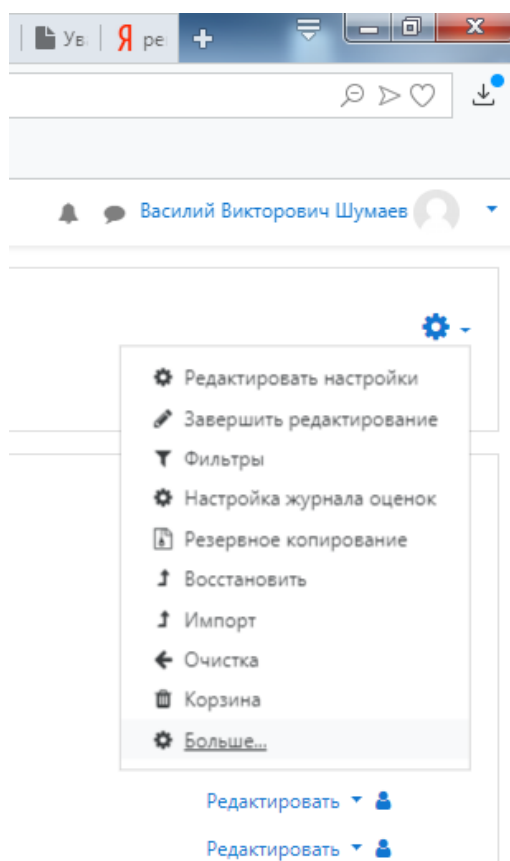 Ув
Я ре
Василий Викторович Шумаев
Редактировать настройки
Завершить редактирование
Фильтры
Настройка журнала оценок
Резервное копирование
Восстановить
Импорт
Очистка
Корзина
Больше...
Редактировать
Редактировать